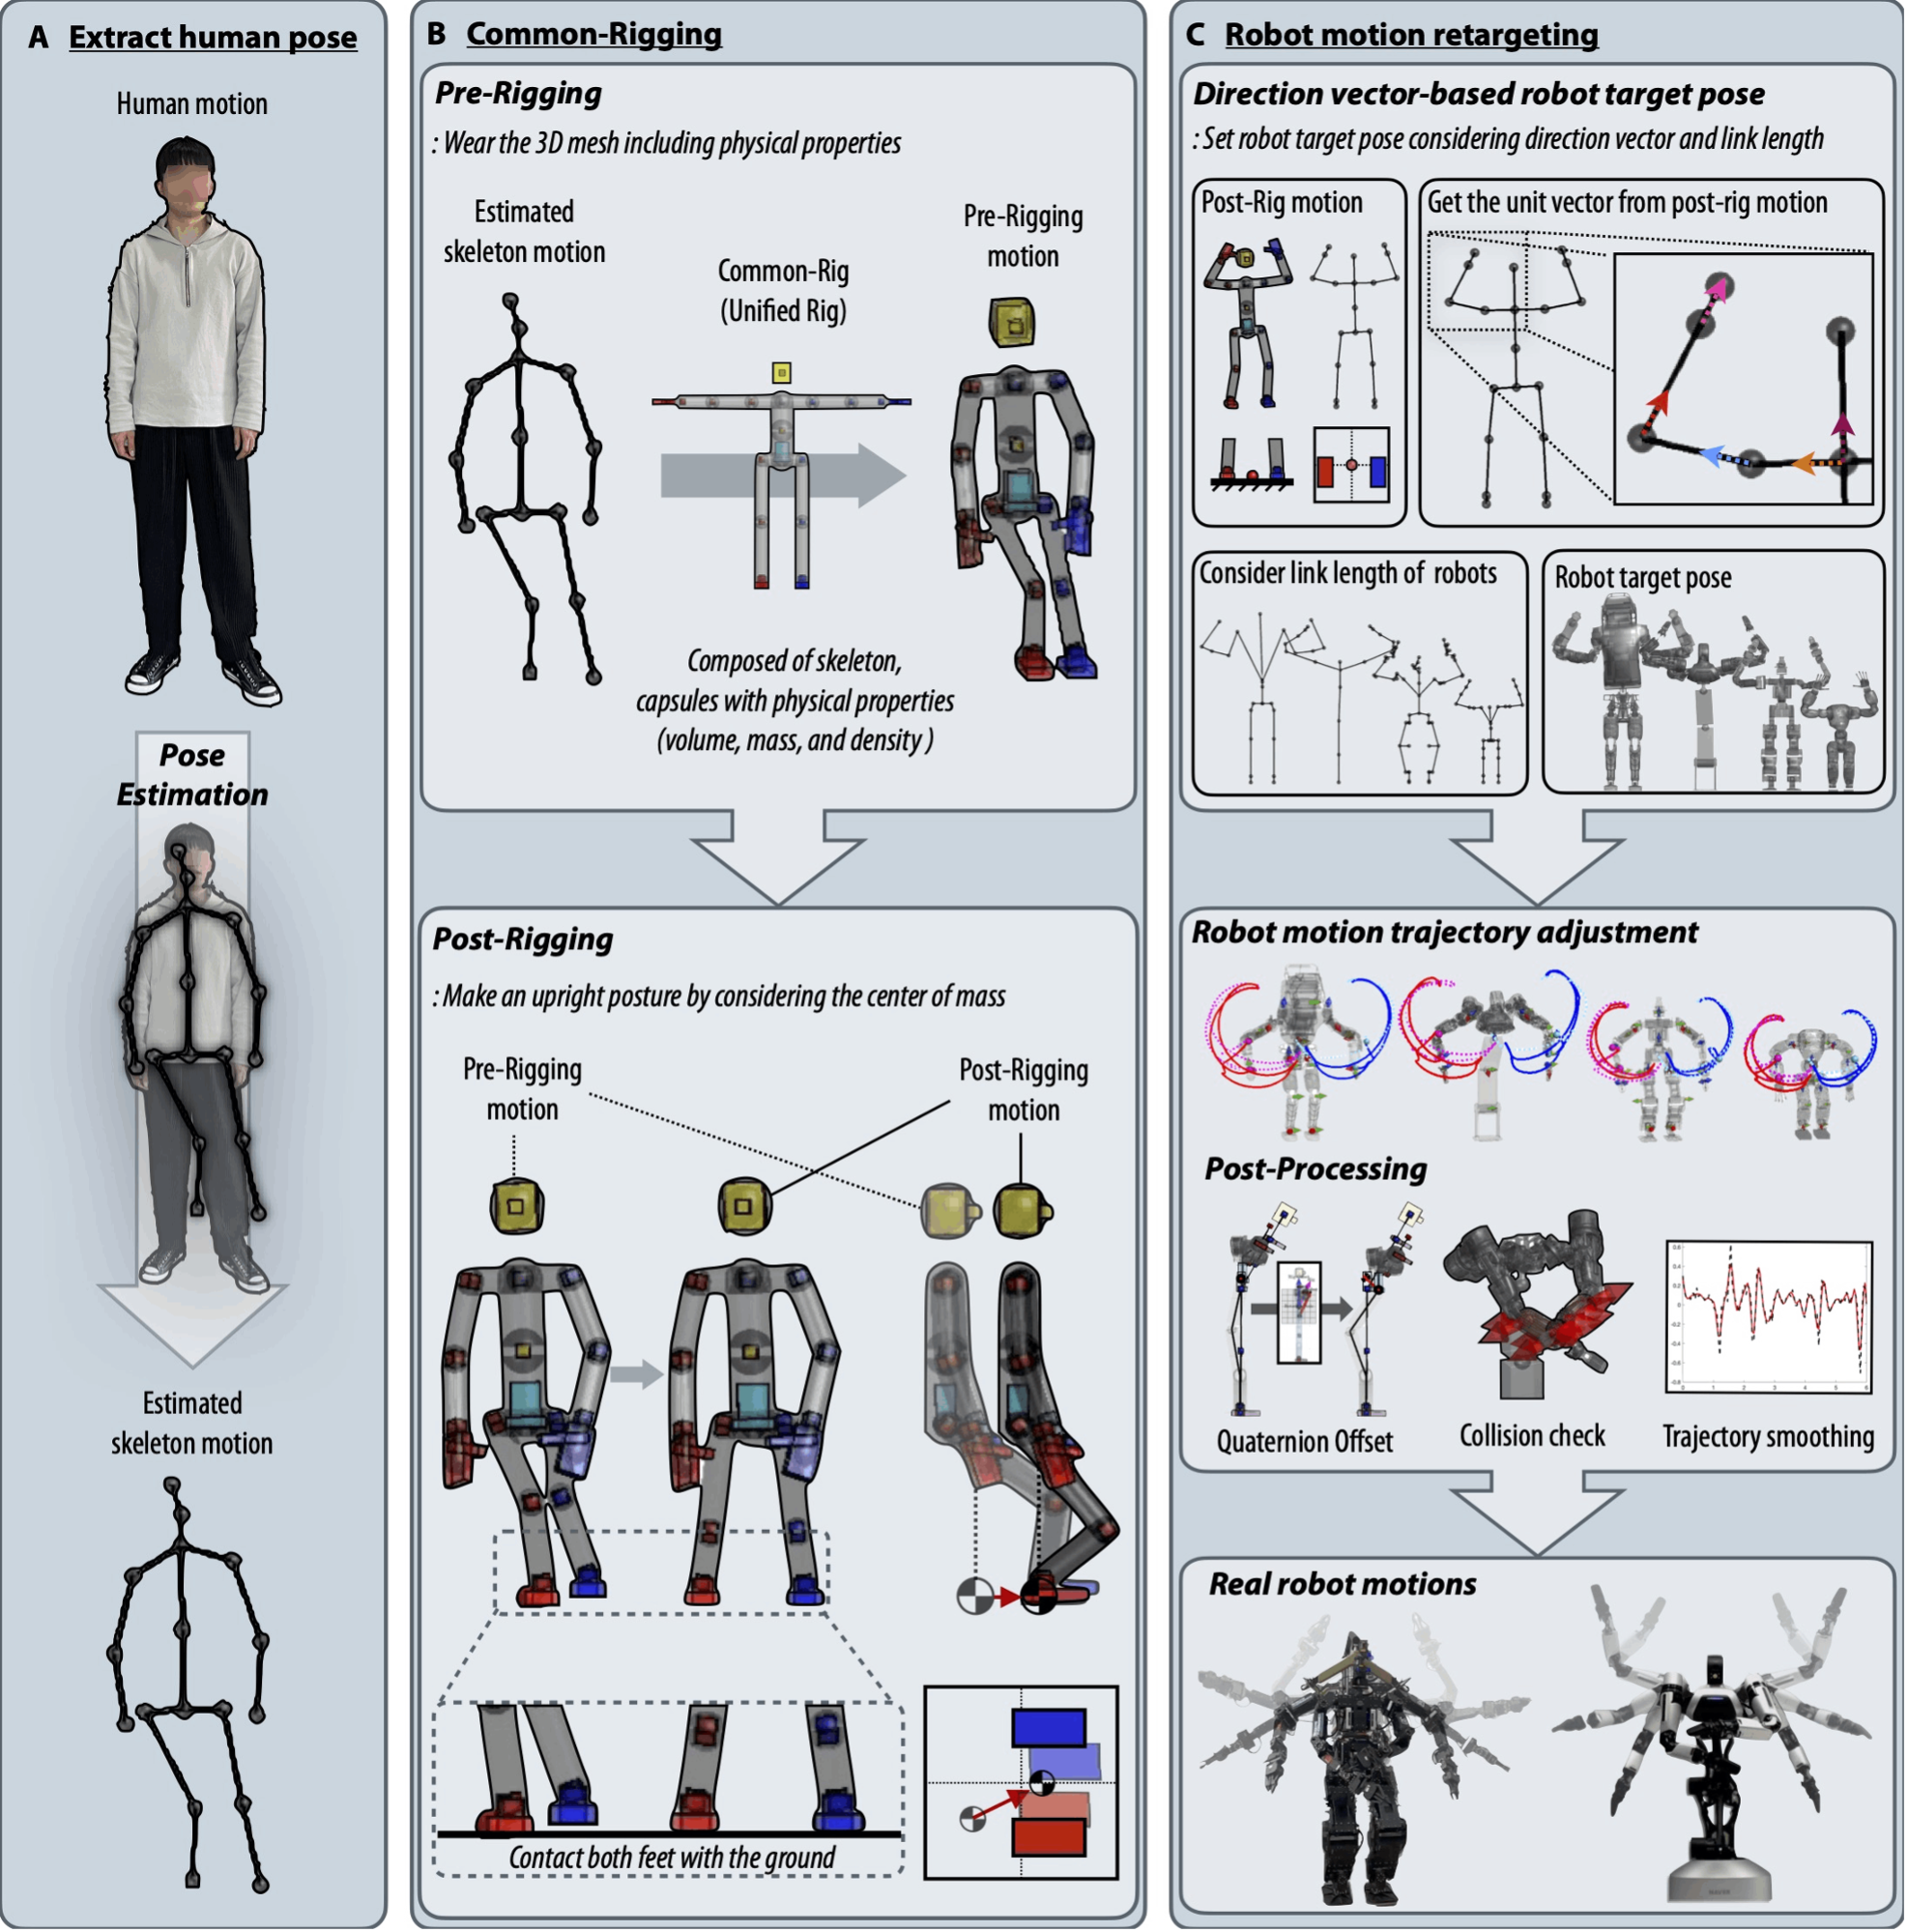 A Extract human pose
Human motion
Pose
Estimation
Estimated
skeleton motion
B Common-Rigging
Pre-Rigging
: Wear the 3D mesh including physical properties
Estimated
skeleton motion
Common-Rig
(Unified Rig)
Pre-Rigging
motion
Composed of skeleton,
capsules with physical properties
(volume, mass, and density )
Post-Rigging
: Make an upright posture by considering the center of mass
Pre-Rigging
motion
Post-Rigging
motion
Contact both feet with the ground
C Robot motion retargeting
Direction vector-based robot target pose
: Set robot target pose considering direction vector and link length
Post-Rig motion
Get the unit vector from post-rig motion
Consider link length of robots
Robot target pose
Robot motion trajectory adjustment
Post-Processing
Quaternion Offset
Collision check
Trajectory smoothing
Real robot motions